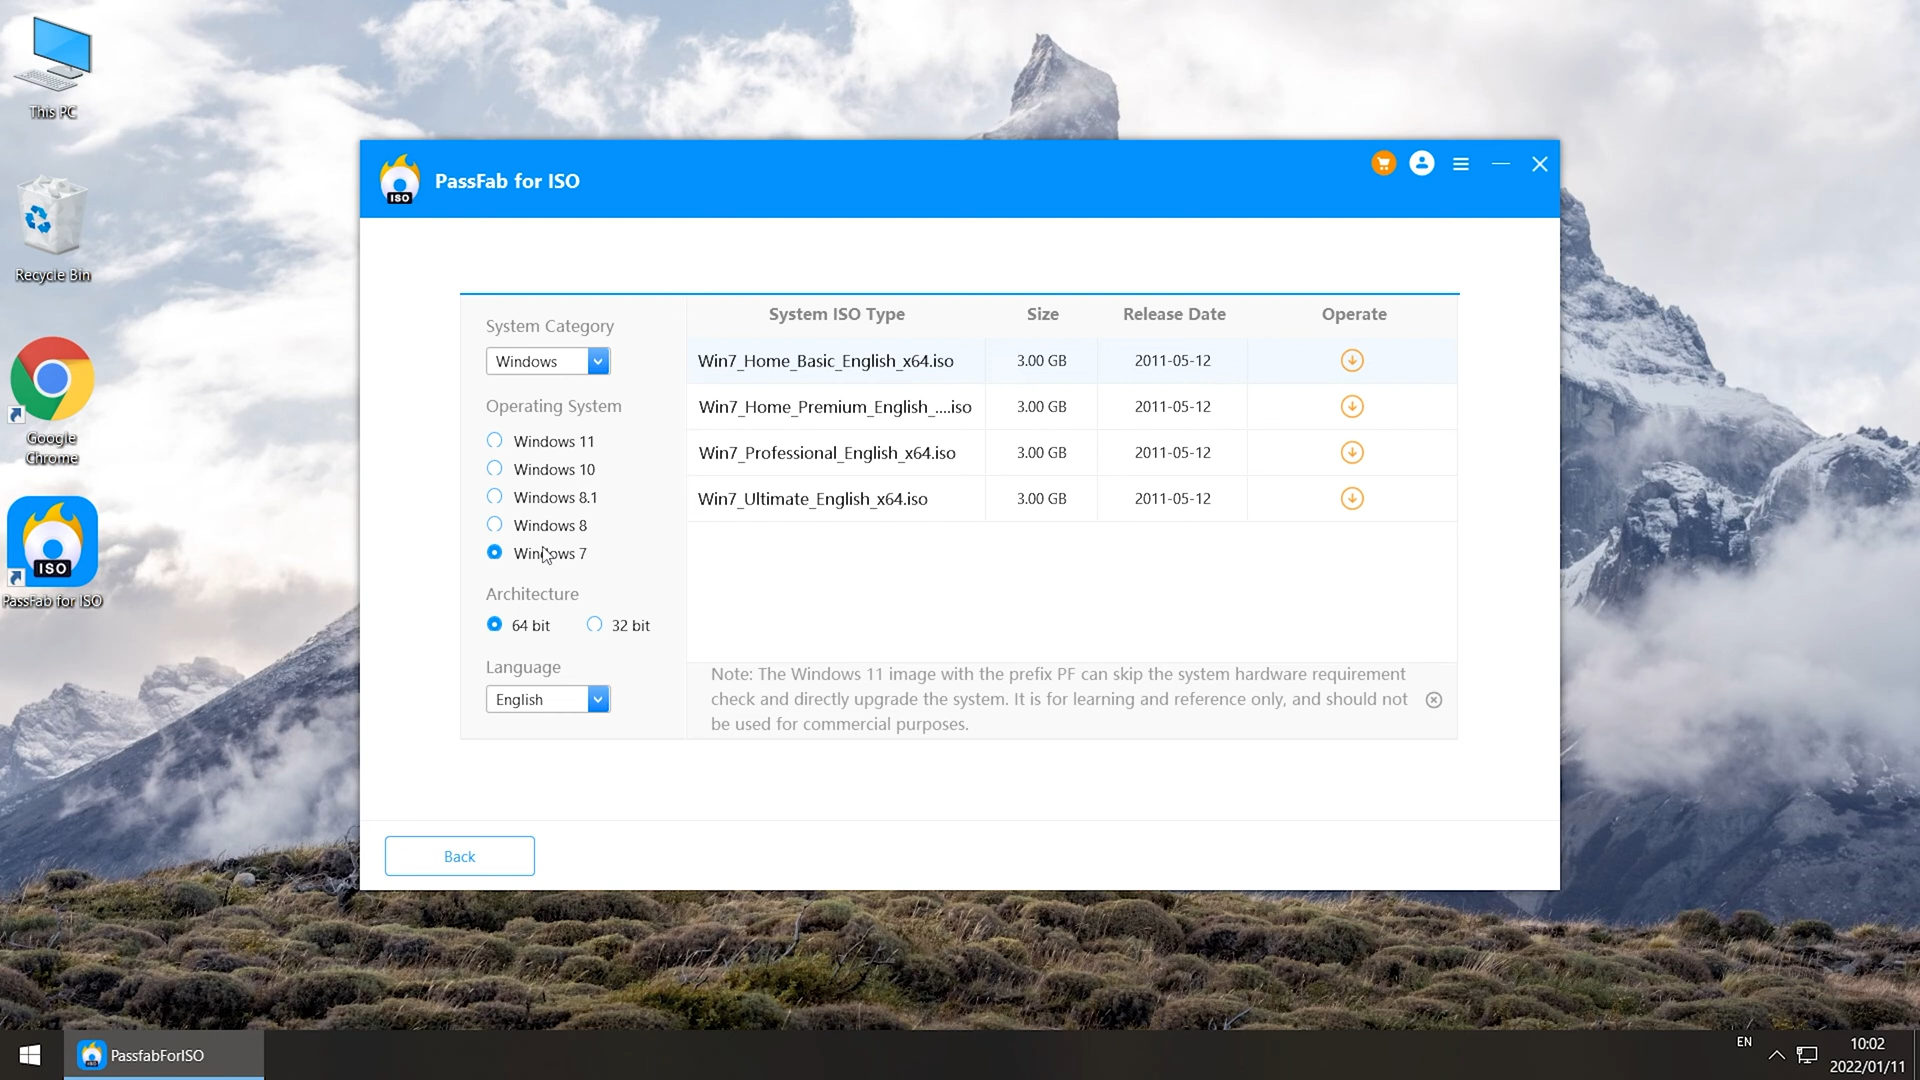 This PC
Recycle Bin
Google
Chrome
ISO
PassFab for ISO
ISO
PassFab for ISO
System Category
Windows
Operating System
Windows 11
Windows 10
Windows 8.1
Windows 8
Windows 7
Architecture
64 bit 32 bit
Language
English
System ISO Type Size Release Date Operate
Win7_Home_Basic_English_x64.iso 3.00 GB 2011-05-12
Win7_Home_Premium_English_....iso 3.00 GB 2011-05-12
Win7_Professional_English_x64.iso 3.00 GB 2011-05-12
Win7_Ultimate_English_x64.iso 3.00 GB 2011-05-12
Note: The Windows 11 image with the prefix PF can skip the system hardware requirement
check and directly upgrade the system. It is for learning and reference only, and should not
be used for commercial purposes.
Back
PassfabForISO
EN
10:02
2022/01/11